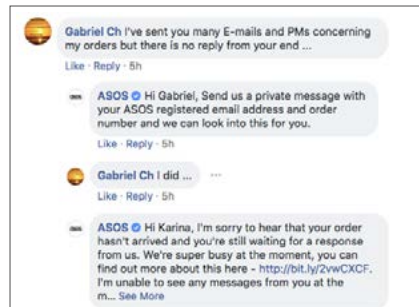 Gabriel Ch I've sent you many E-mails and PMs concerning
my orders but there is no reply from your end ...
Like · Reply · 5h
ASOS Hi Gabriel, Send us a private message with
your ASOS registered email address and order
number and we can look into this for you.
Like · Reply · 5h
Gabriel Ch I did ...
Like · Reply · 5h
ASOS Hi Karina, I'm sorry to hear that your order
hasn't arrived and you're still waiting for a response
from us. We're super busy at the moment, you can
find out more about this here - http://bit.ly/2vwCXCF.
I'm unable to see any messages from you at the
m... See More